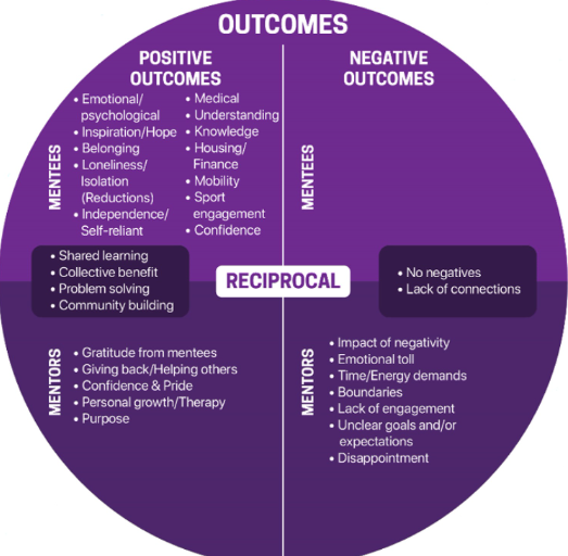 OUTCOMES
POSITIVE
OUTCOMES
NEGATIVE
OUTCOMES
MENTEES
• Emotional/
psychological
• Inspiration/Hope
• Belonging
• Loneliness/
Isolation
(Reductions)
• Independence/
Self-reliant
• Medical
• Understanding
• Knowledge
• Housing/
Finance
• Mobility
• Sport
engagement
• Confidence
MENTEES
• Shared learning
• Collective benefit
• Problem solving
• Community building
RECIPROCAL
• No negatives
• Lack of connections
MENTORS
• Gratitude from mentees
• Giving back/Helping others
• Confidence & Pride
• Personal growth/Therapy
• Purpose
MENTORS
• Impact of negativity
• Emotional toll
• Time/Energy demands
• Boundaries
• Lack of engagement
• Unclear goals and/or
expectations
• Disappointment